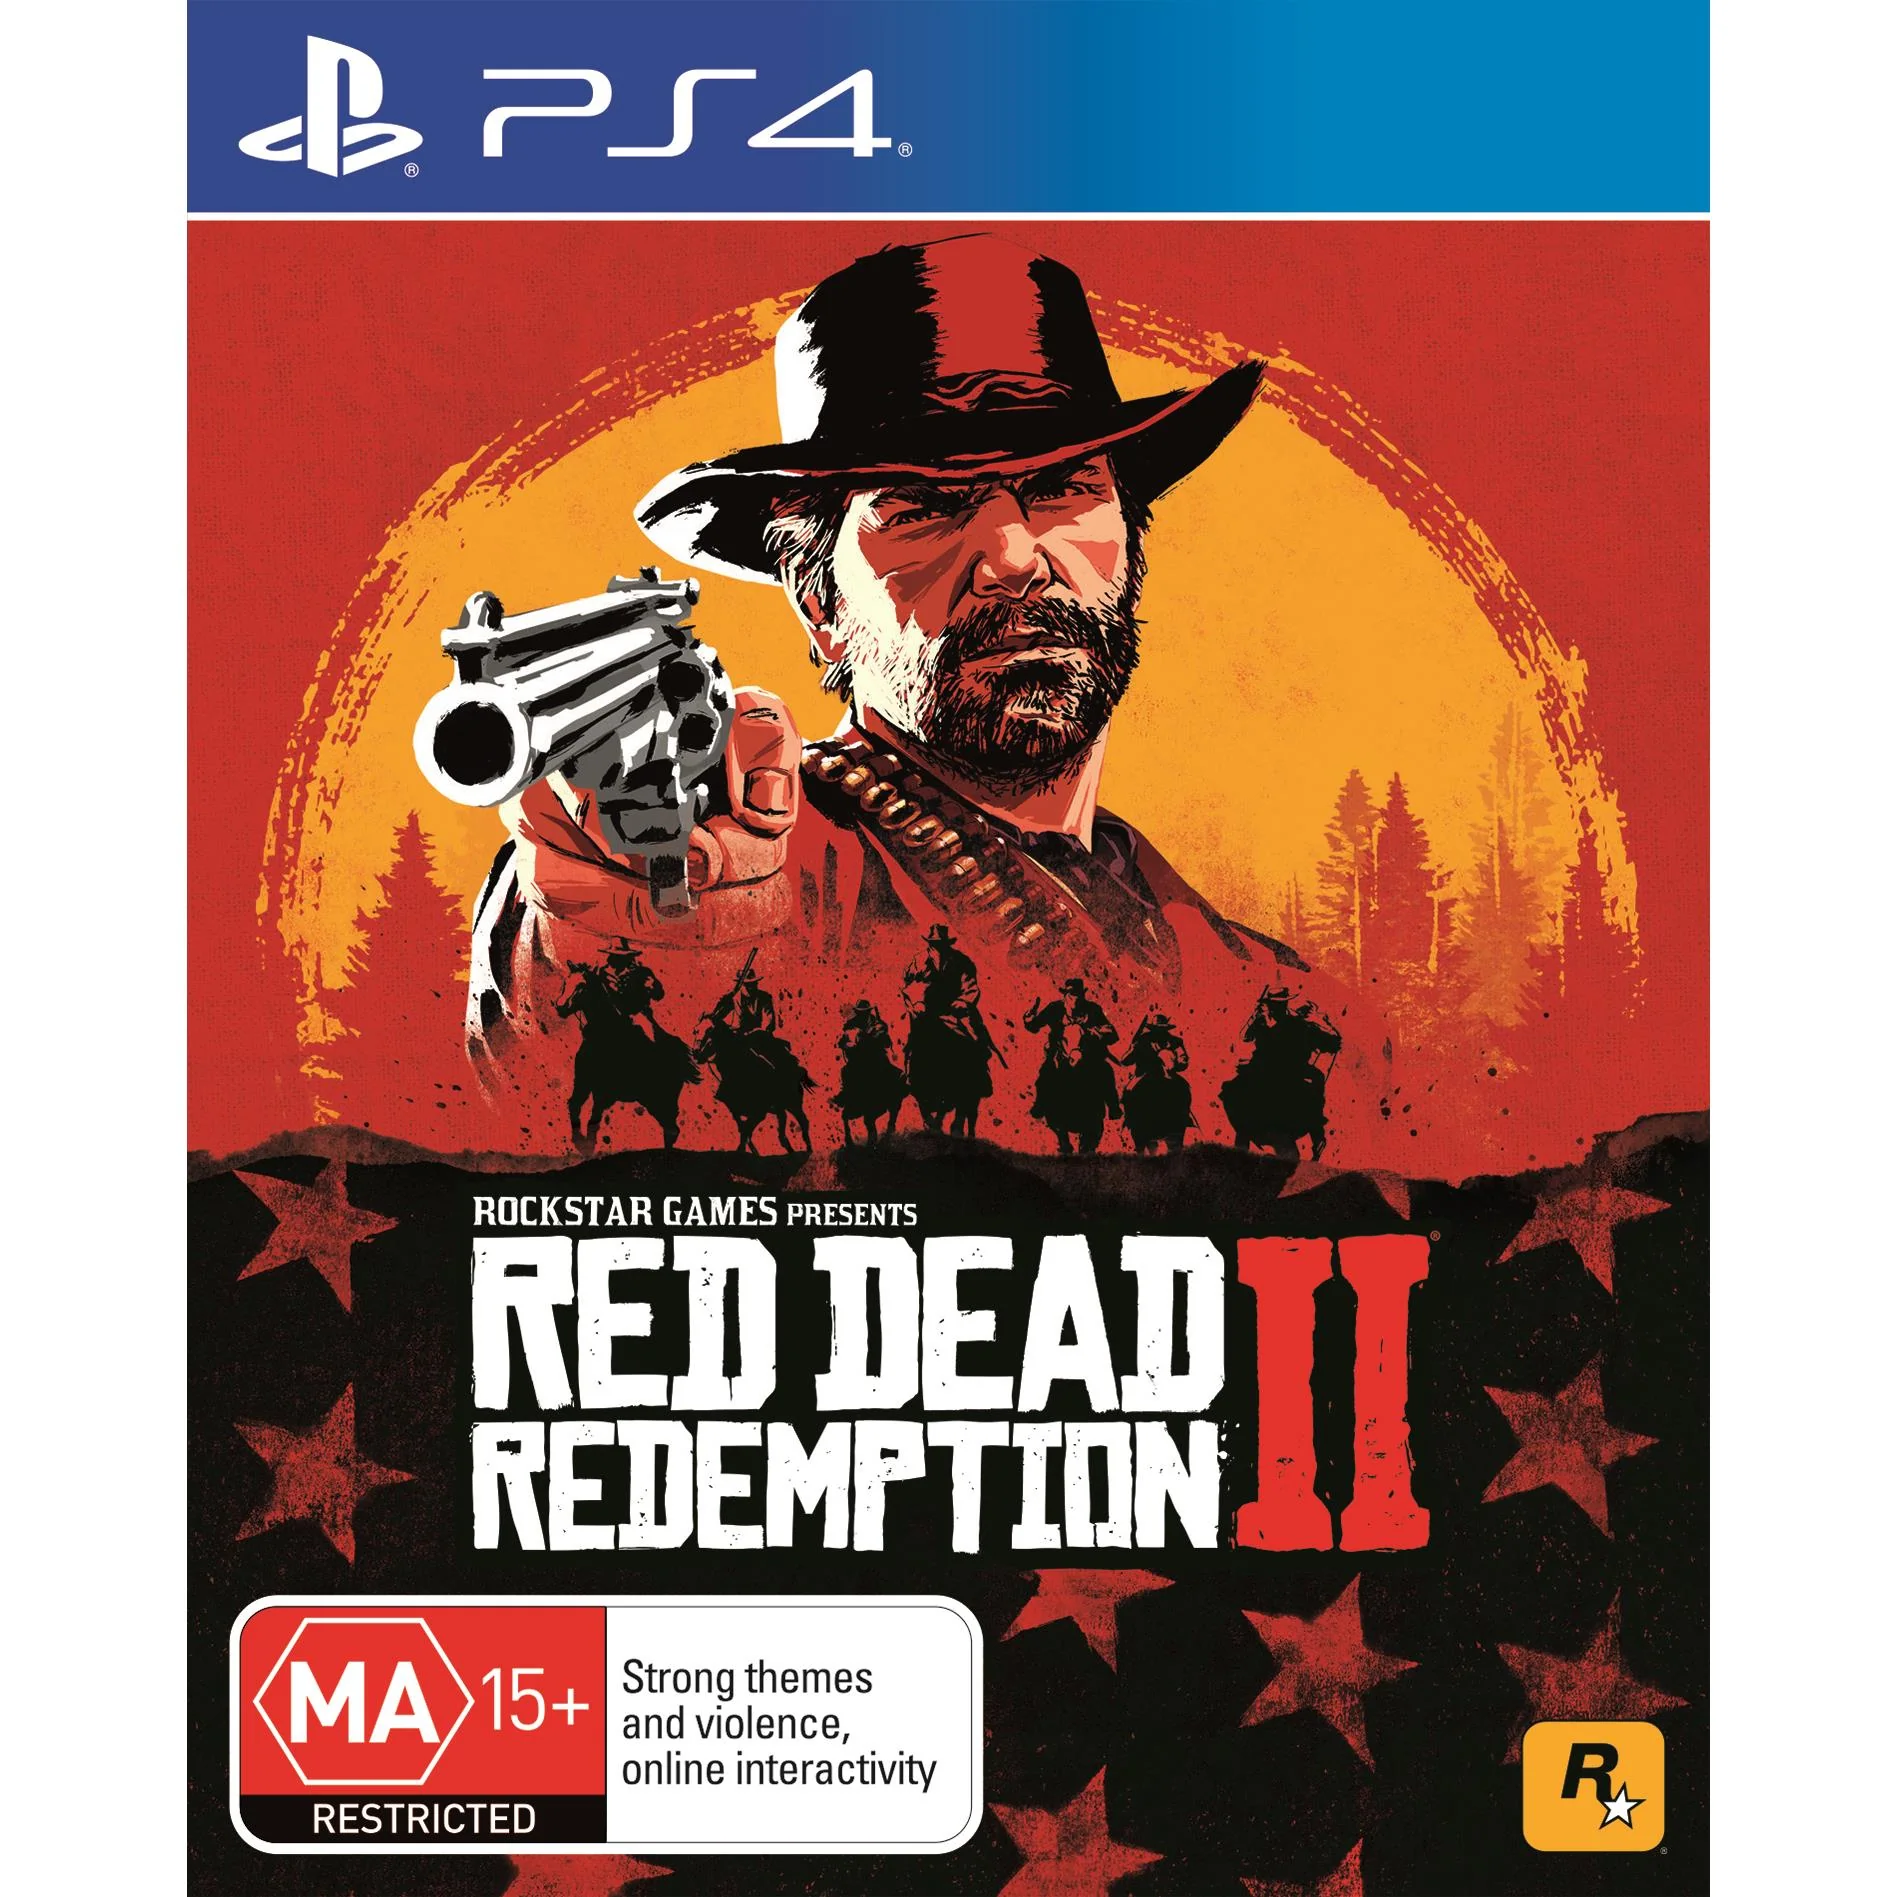 PS4®
ROCKSTAR GAMES PRESENTS
RED DEAD
REDEMPTION II®
MA 15+
RESTRICTED
Strong themes
and violence,
online interactivity
R